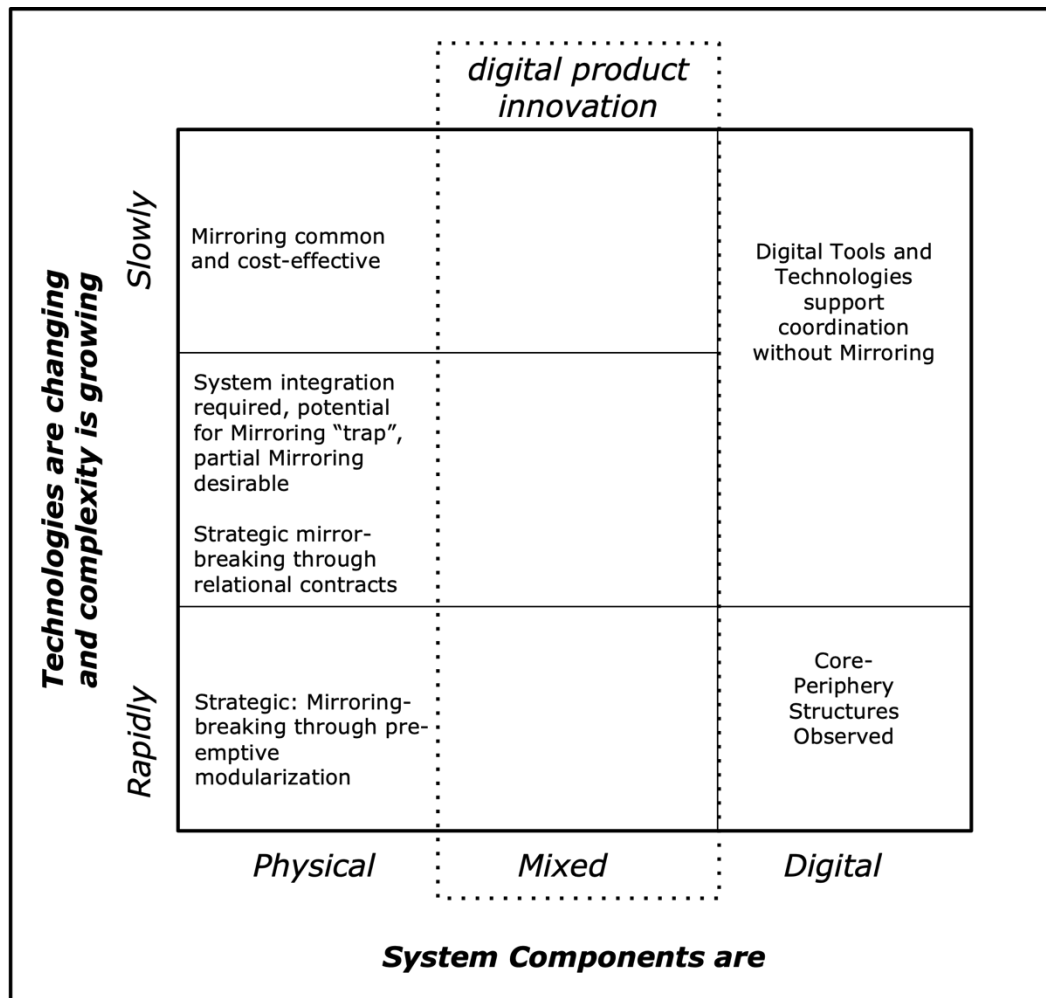 digital product
innovation
Technologies are changing
and complexity is growing
Slowly
Rapidly
Mirroring common
and cost-effective
Digital Tools and
Technologies
support
coordination
without Mirroring
System integration
required, potential
for Mirroring “trap”,
partial Mirroring
desirable
Strategic mirror-
breaking through
relational contracts
Strategic: Mirroring-
breaking through pre-
emptive
modularization
Core-
Periphery
Structures
Observed
Physical
Mixed
Digital
System Components are